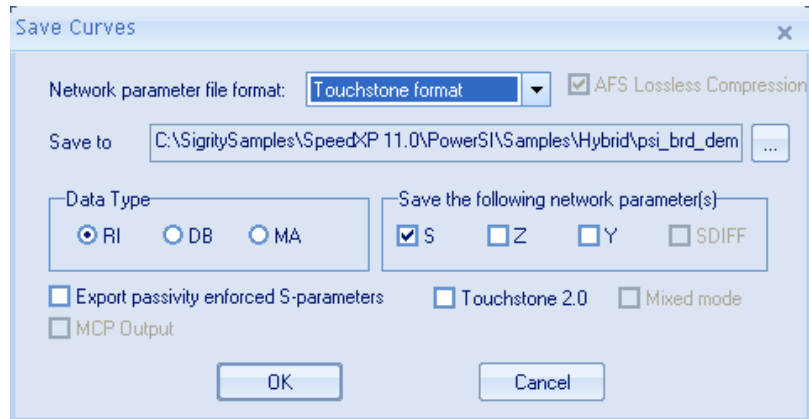 Save Curves
Network parameter file format: Touchstone format AFS Lossless Compression
Save to C:\SigritySamples\SpeedXP 11.0\PowerSI\Samples\Hybrid\psi_brd_dem ...
Data Type Save the following network parameter(s)
RI DB MA S Z Y SDIFF
Export passivity enforced S-parameters Touchstone 2.0 Mixed mode
MCP Output
OK Cancel